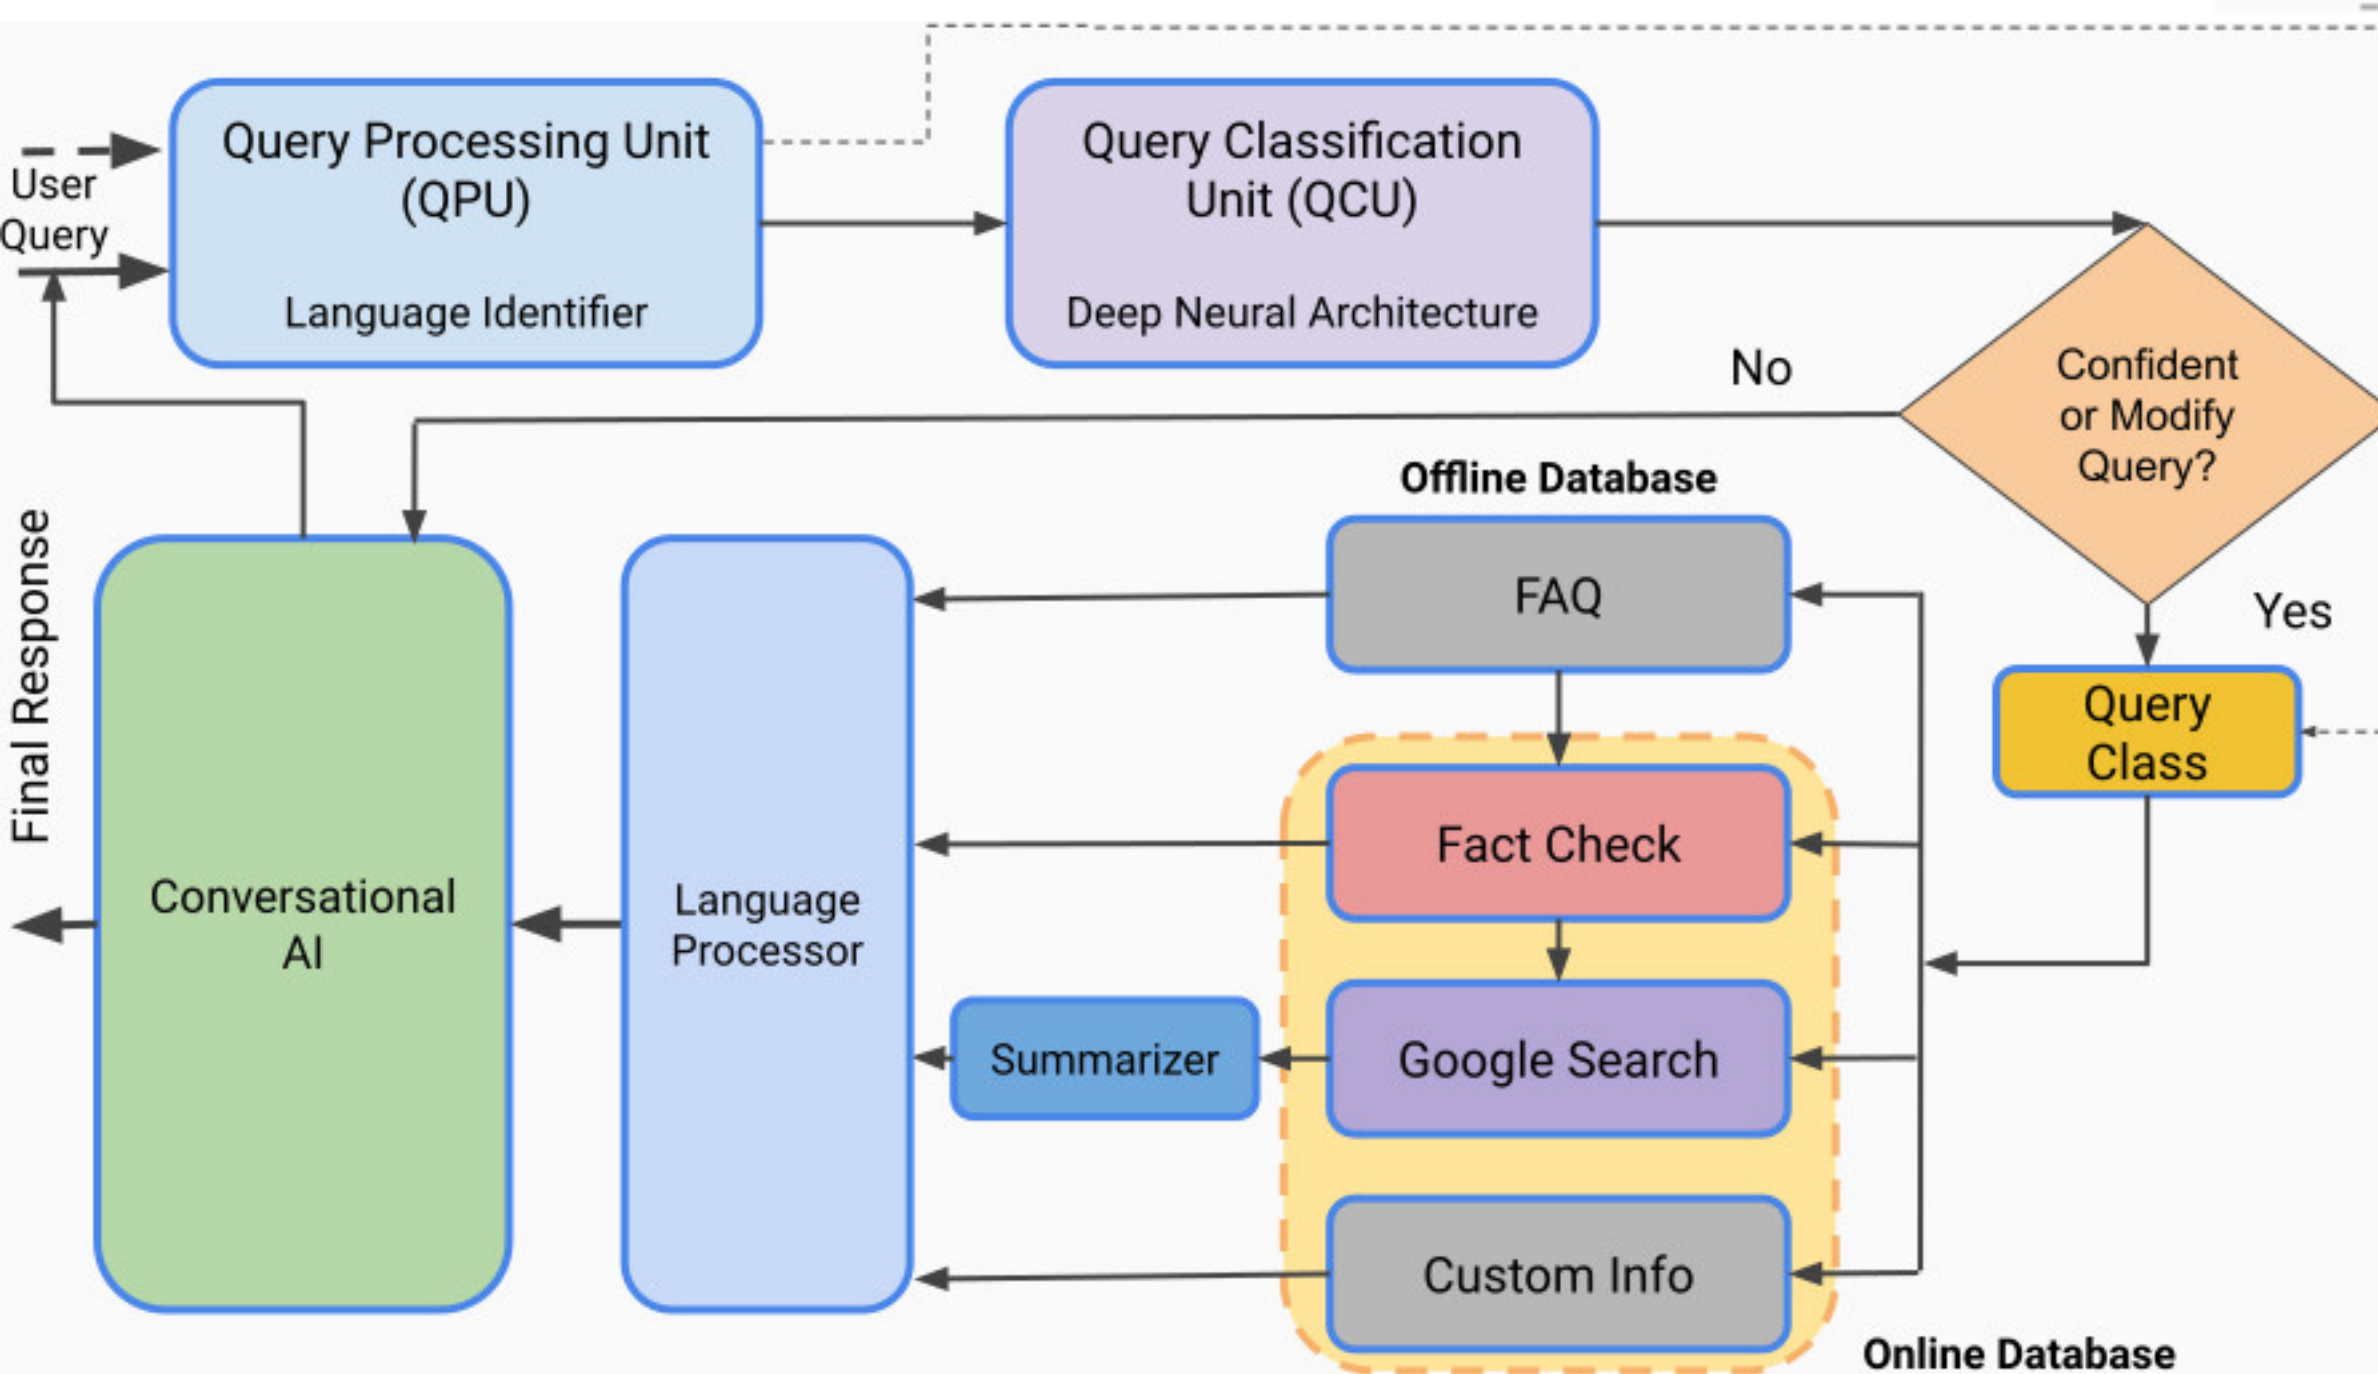 Query Processing Unit
(QPU)
Language Identifier
Query Classification
Unit (QCU)
Deep Neural Architecture
User
Query
No
Confident
or Modify
Query?
Yes
Offline Database
FAQ
Query
Class
Final Response
Fact Check
Conversational
AI
Language
Processor
Summarizer
Google Search
Custom Info
Online Database